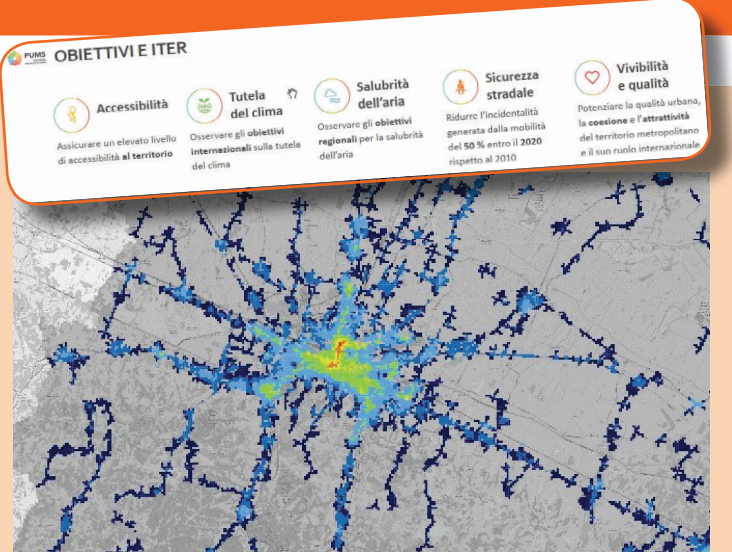 PUMS OBIETTIVI E ITER
Accessibilità
Assicurare un elevato livello
di accessibilità al territorio
Tutela
del clima
Osservare gli obiettivi
internazionali sulla tutela
del clima
Salubrità
dell'aria
Osservare gli obiettivi
regionali per la salubrità
dell'aria
Sicurezza
stradale
Ridurre l'incidentalità
generata dalla mobilità
del 50 % entro il 2020
rispetto al 2010
Vivibilità
e qualità
Potenziare la qualità urbana,
la coesione e l'attrattività
del territorio metropolitano
e il suo ruolo internazionale